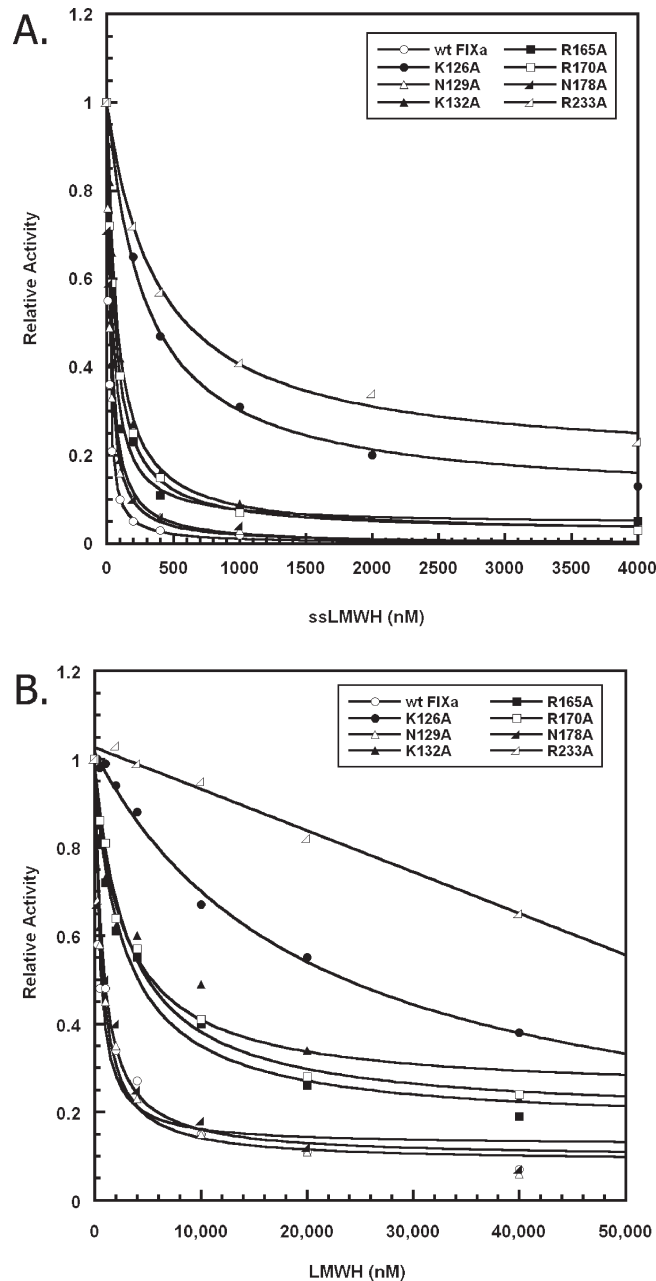 A.
wt FIXa R165A
K126A R170A
N129A N178A
K132A R233A
1.2
1
0.8
0.6
0.4
0.2
0
Relative Activity
0 500 1000 1500 2000 2500 3000 3500 4000
ssLMWH (nM)
B.
wt FIXa R165A
K126A R170A
N129A N178A
K132A R233A
1.2
1
0.8
0.6
0.4
0.2
0
Relative Activity
0 10,000 20,000 30,000 40,000 50,000
LMWH (nM)